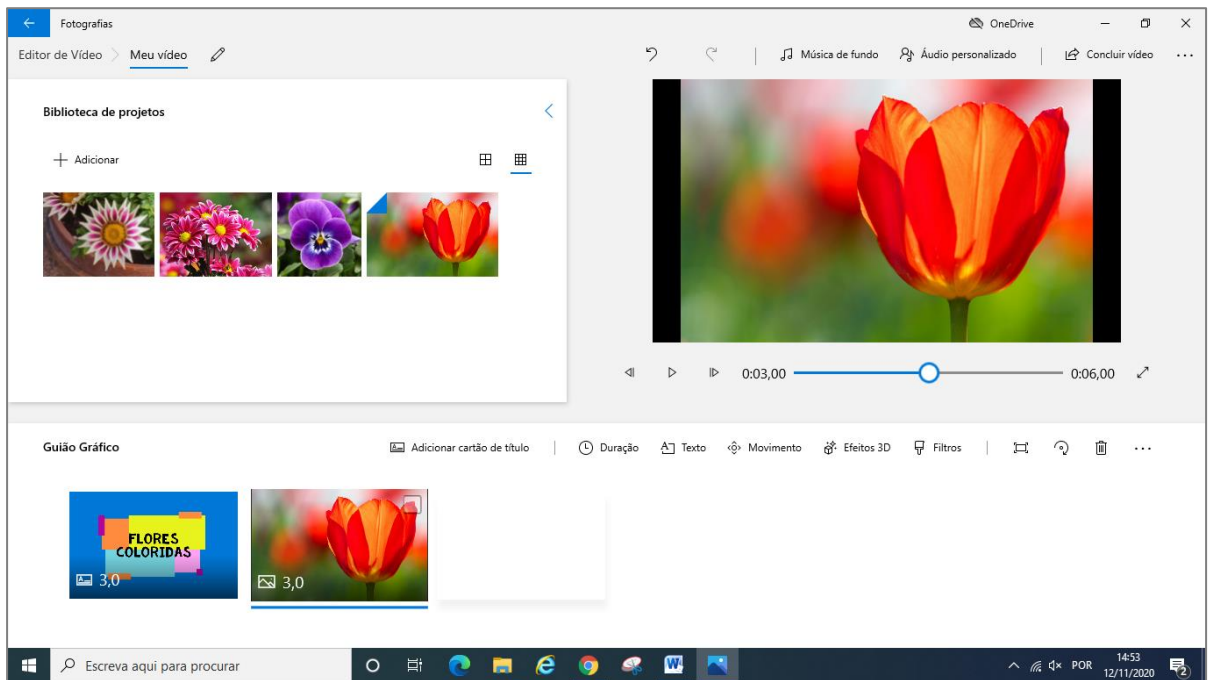 Fotografias
OneDrive
Editor de Vídeo > Meu vídeo
Música de fundo
Áudio personalizado
Concluir vídeo
...
Biblioteca de projetos
+ Adicionar
0:03,00
0:06,00
Guião Gráfico
Adicionar cartão de título
Duração
Texto
Movimento
Efeitos 3D
Filtros
...
FLORES
COLORIDAS
3,0
3,0
Escreva aqui para procurar
POR
14:53
12/11/2020
2